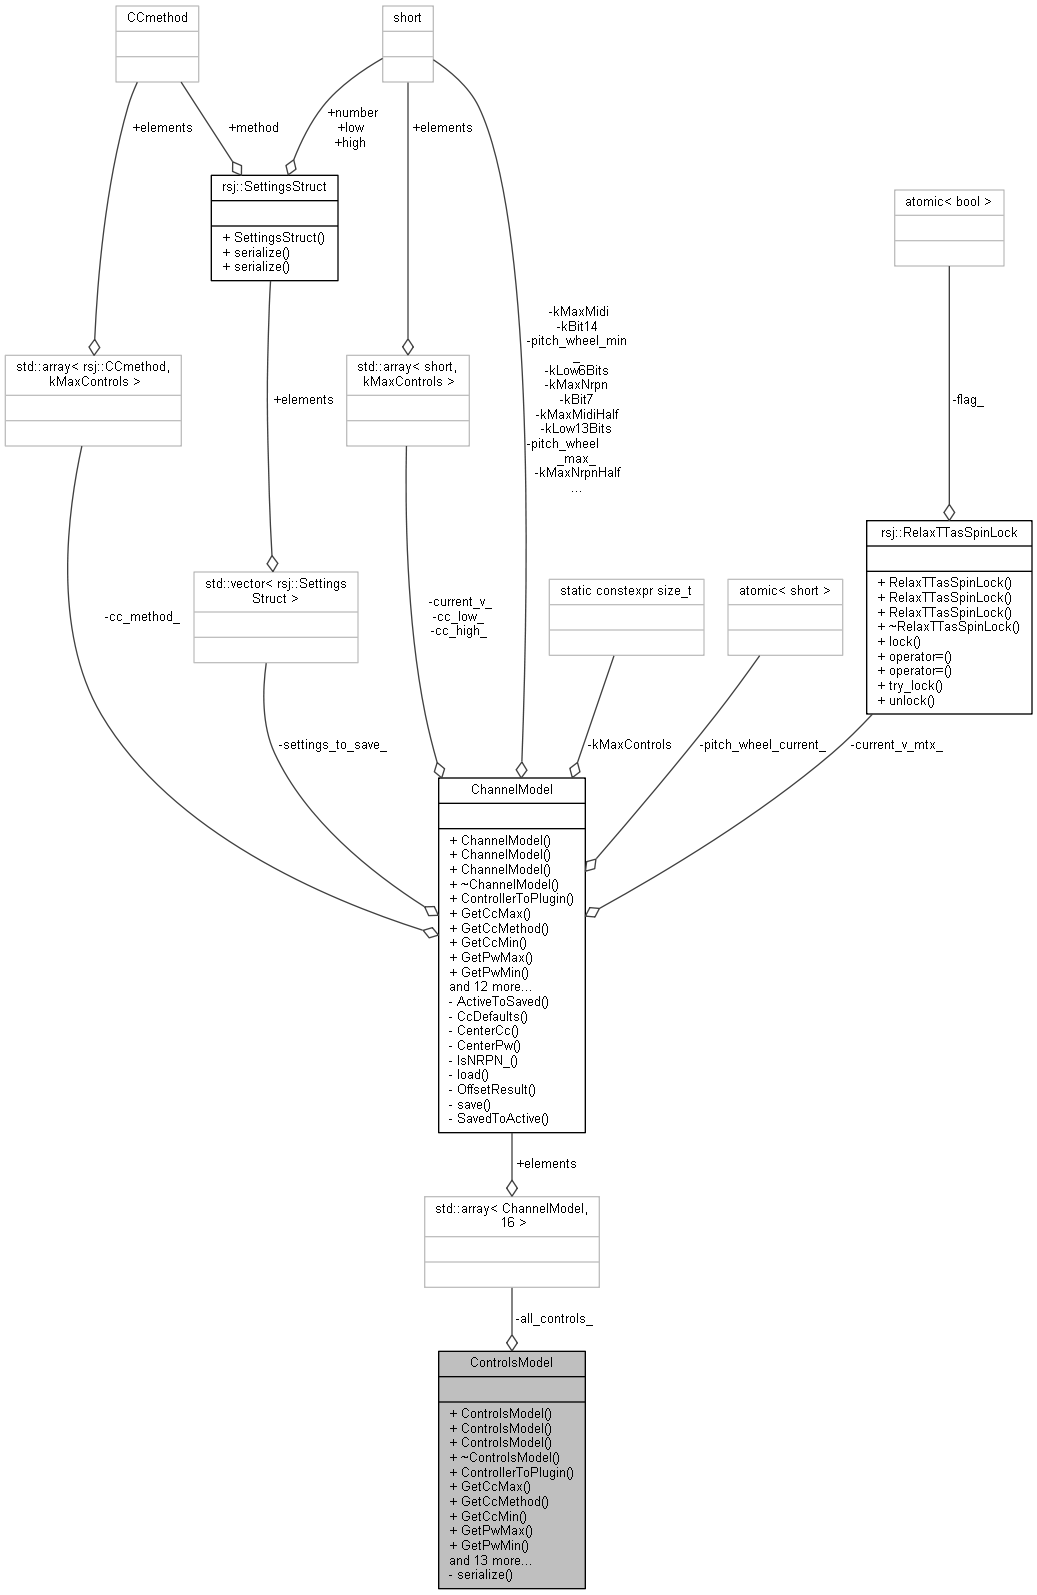 CCmethod
short
+elements
+method
+number
+low
+high
+elements
rsj::SettingsStruct
+ SettingsStruct()
+ serialize()
+ serialize()
atomic< bool >
-kMaxMidi
-kBit14
-pitch_wheel_min
_
-kLow6Bits
-kMaxNrpn
-kBit7
-kMaxMidiHalf
-kLow13Bits
-pitch_wheel
_max_
-kMaxNrpnHalf
...
std::array< rsj::CCmethod,
kMaxControls >
std::array< short,
kMaxControls >
+elements
-flag_
rsj::RelaxTTasSpinLock
+ RelaxTTasSpinLock()
+ RelaxTTasSpinLock()
+ RelaxTTasSpinLock()
+ ~RelaxTTasSpinLock()
+ lock()
+ operator=()
+ operator=()
+ try_lock()
+ unlock()
std::vector< rsj::Settings
Struct >
static constexpr size_t
atomic< short >
-cc_method_
-current_v_
-cc_low_
-cc_high_
-settings_to_save_
-kMaxControls
-pitch_wheel_current_
-current_v_mtx_
ChannelModel
+ ChannelModel()
+ ChannelModel()
+ ChannelModel()
+ ~ChannelModel()
+ ControllerToPlugin()
+ GetCcMax()
+ GetCcMethod()
+ GetCcMin()
+ GetPwMax()
+ GetPwMin()
and 12 more...
- ActiveToSaved()
- CcDefaults()
- CenterCc()
- CenterPw()
- IsNRPN_()
- load()
- OffsetResult()
- save()
- SavedToActive()
+elements
std::array< ChannelModel,
16 >
-all_controls_
ControlsModel
+ ControlsModel()
+ ControlsModel()
+ ControlsModel()
+ ~ControlsModel()
+ ControllerToPlugin()
+ GetCcMax()
+ GetCcMethod()
+ GetCcMin()
+ GetPwMax()
+ GetPwMin()
and 13 more...
- serialize()